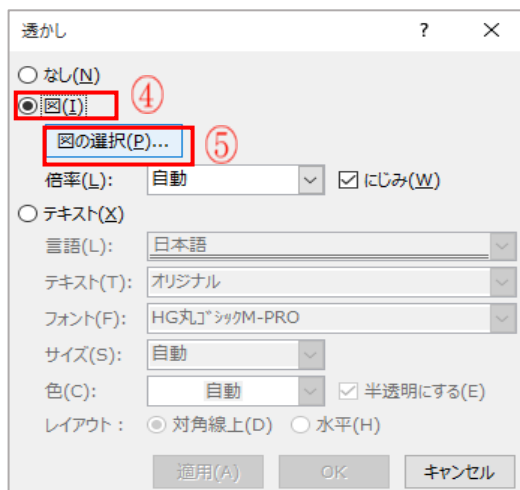 透かし ? ×
なし(N)
図(I) ④
図の選択(P)... ⑤
倍率(L): 自動 にじみ(W)
テキスト(X)
言語(L): 日本語
テキスト(T): オリジナル
フォント(F): HG丸ｺﾞｼｯｸM-PRO
サイズ(S): 自動
色(C): 自動 半透明にする(E)
レイアウト: 対角線上(D) 水平(H)
適用(A) OK キャンセル